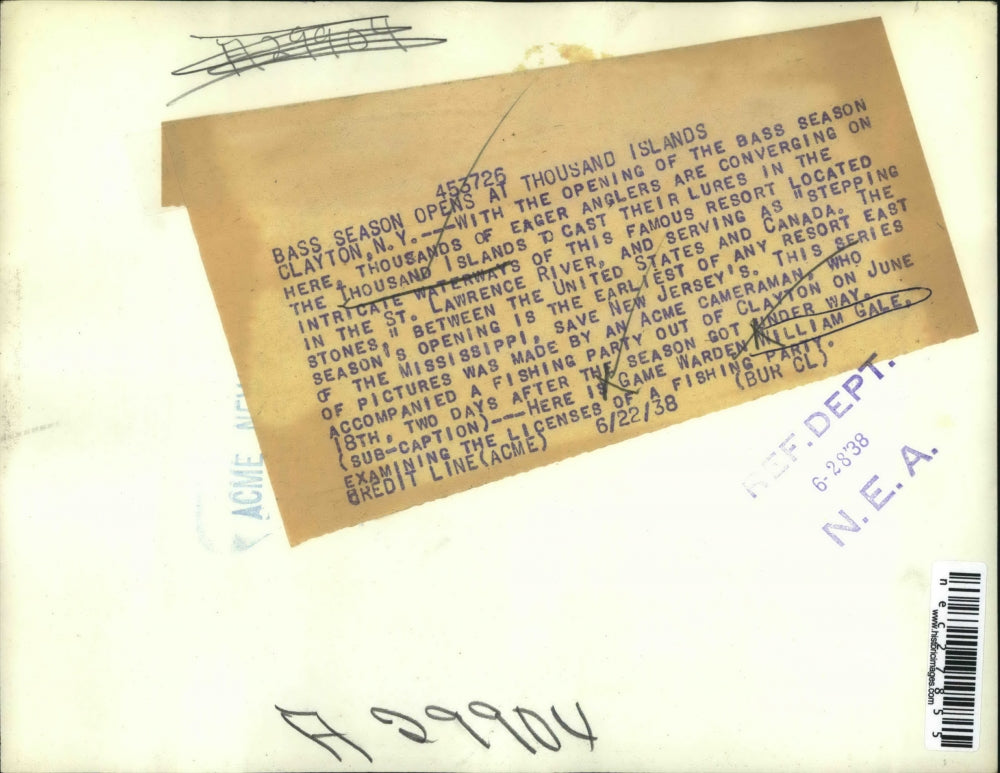 A29904
453726
BASS SEASON OPENS AT THOUSAND ISLANDS
CLAYTON, N.Y.---WITH THE OPENING OF THE BASS SEASON
HERE, THOUSANDS OF EAGER ANGLERS ARE CONVERGING ON
THE THOUSAND ISLANDS TO CAST THEIR LURES IN THE
INTRICATE WATERWAYS OF THIS FAMOUS RESORT LOCATED
IN THE ST. LAWRENCE RIVER, AND SERVING AS "STEPPING
STONES," BETWEEN THE UNITED STATES AND CANADA. THE
SEASON'S OPENING IS THE EARLIEST OF ANY RESORT EAST
OF THE MISSISSIPPI, SAVE NEW JERSEY'S. THIS SERIES
OF PICTURES WAS MADE BY AN ACME CAMERAMAN, WHO
ACCOMPANIED A FISHING PARTY OUT OF CLAYTON ON JUNE
18TH, TWO DAYS AFTER THE SEASON GOT UNDER WAY.
(SUB-CAPTION)---HERE IS GAME WARDEN WILLIAM GALE,
EXAMINING THE LICENSES OF A FISHING PARTY.
CREDIT LINE(ACME) 6/22/38 (BUR CL)
ACME
REF. DEPT.
6-28'38
N. E. A.
nec27855
www.historicimages.com
A29904